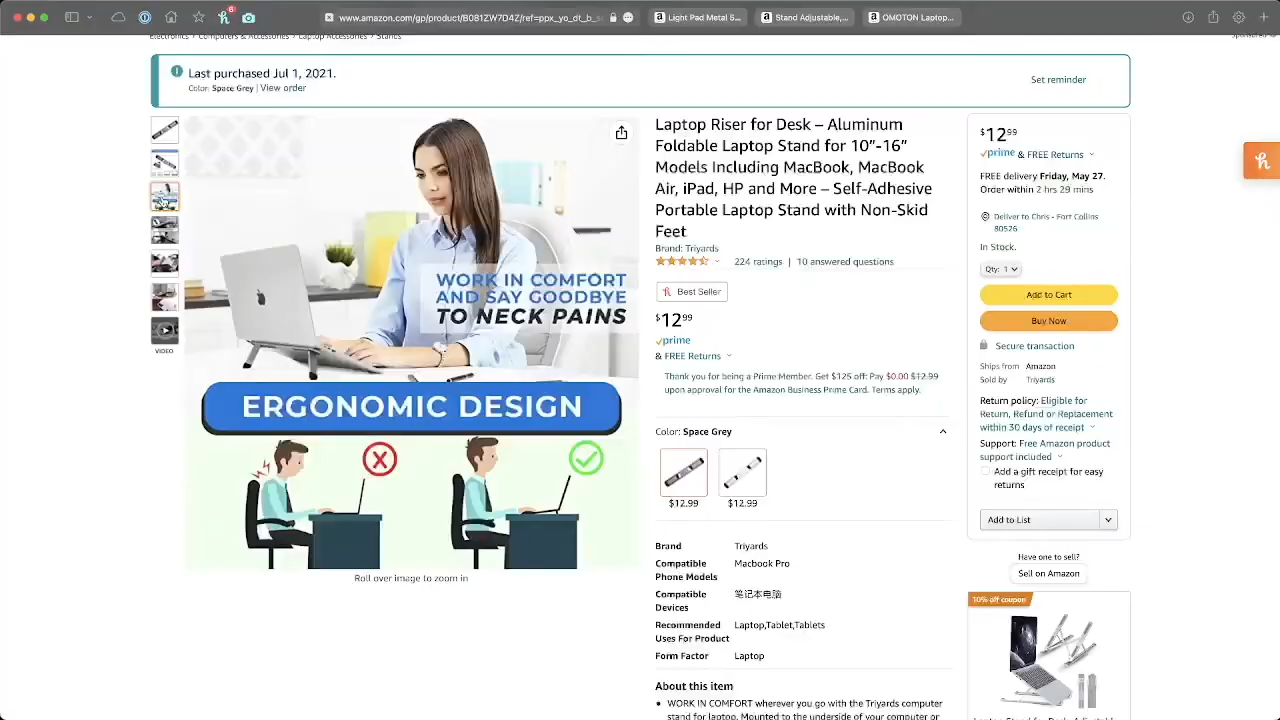 www.amazon.com/gp/product/B081ZW7D4Z/ref=ppx_yo_dt_b_s
Light Pad Metal S...
Stand Adjustable,...
OMOTON Laptop...
Electronics › Computers & Accessories › Laptop Accessories › Stands
Last purchased Jul 1, 2021.
Color: Space Grey | View order
Set reminder
VIDEO
WORK IN COMFORT
AND SAY GOODBYE
TO NECK PAINS
ERGONOMIC DESIGN
Roll over image to zoom in
Laptop Riser for Desk – Aluminum
Foldable Laptop Stand for 10”-16”
Models Including MacBook, MacBook
Air, iPad, HP and More – Self-Adhesive
Portable Laptop Stand with Non-Skid
Feet
Brand: Triyards
224 ratings | 10 answered questions
Best Seller
$12 99
prime
& FREE Returns
Thank you for being a Prime Member. Get $125 off: Pay $0.00 $12.99
upon approval for the Amazon Business Prime Card. Terms apply.
Color: Space Grey
$12.99 $12.99
Brand Triyards
Compatible Macbook Pro
Phone Models
Compatible 笔记本电脑
Devices
Recommended Laptop,Tablet,Tablets
Uses For Product
Form Factor Laptop
About this item
• WORK IN COMFORT wherever you go with the Triyards computer
stand for laptop. Mounted to the underside of your computer or
$12 99
prime & FREE Returns
FREE delivery Friday, May 27.
Order within 2 hrs 29 mins
Deliver to Chris - Fort Collins
80526
In Stock.
Qty: 1
Add to Cart
Buy Now
Secure transaction
Ships from Amazon
Sold by Triyards
Return policy: Eligible for
Return, Refund or Replacement
within 30 days of receipt
Support: Free Amazon product
support included
Add a gift receipt for easy
returns
Add to List
Have one to sell?
Sell on Amazon
10% off coupon